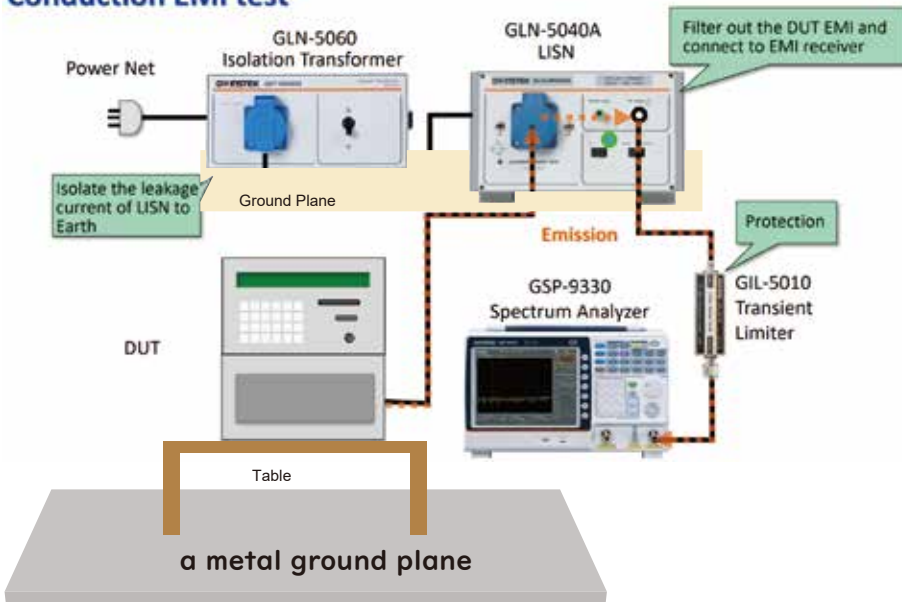 Conduction EMI test
GLN-5060
Isolation Transformer
GLN-5040A
LISN
Filter out the DUT EMI and
connect to EMI receiver
Power Net
Isolate the leakage
current of LISN to
Earth
Ground Plane
Emission
Protection
GSP-9330
Spectrum Analyzer
GIL-5010
Transient
Limiter
DUT
Table
a metal ground plane